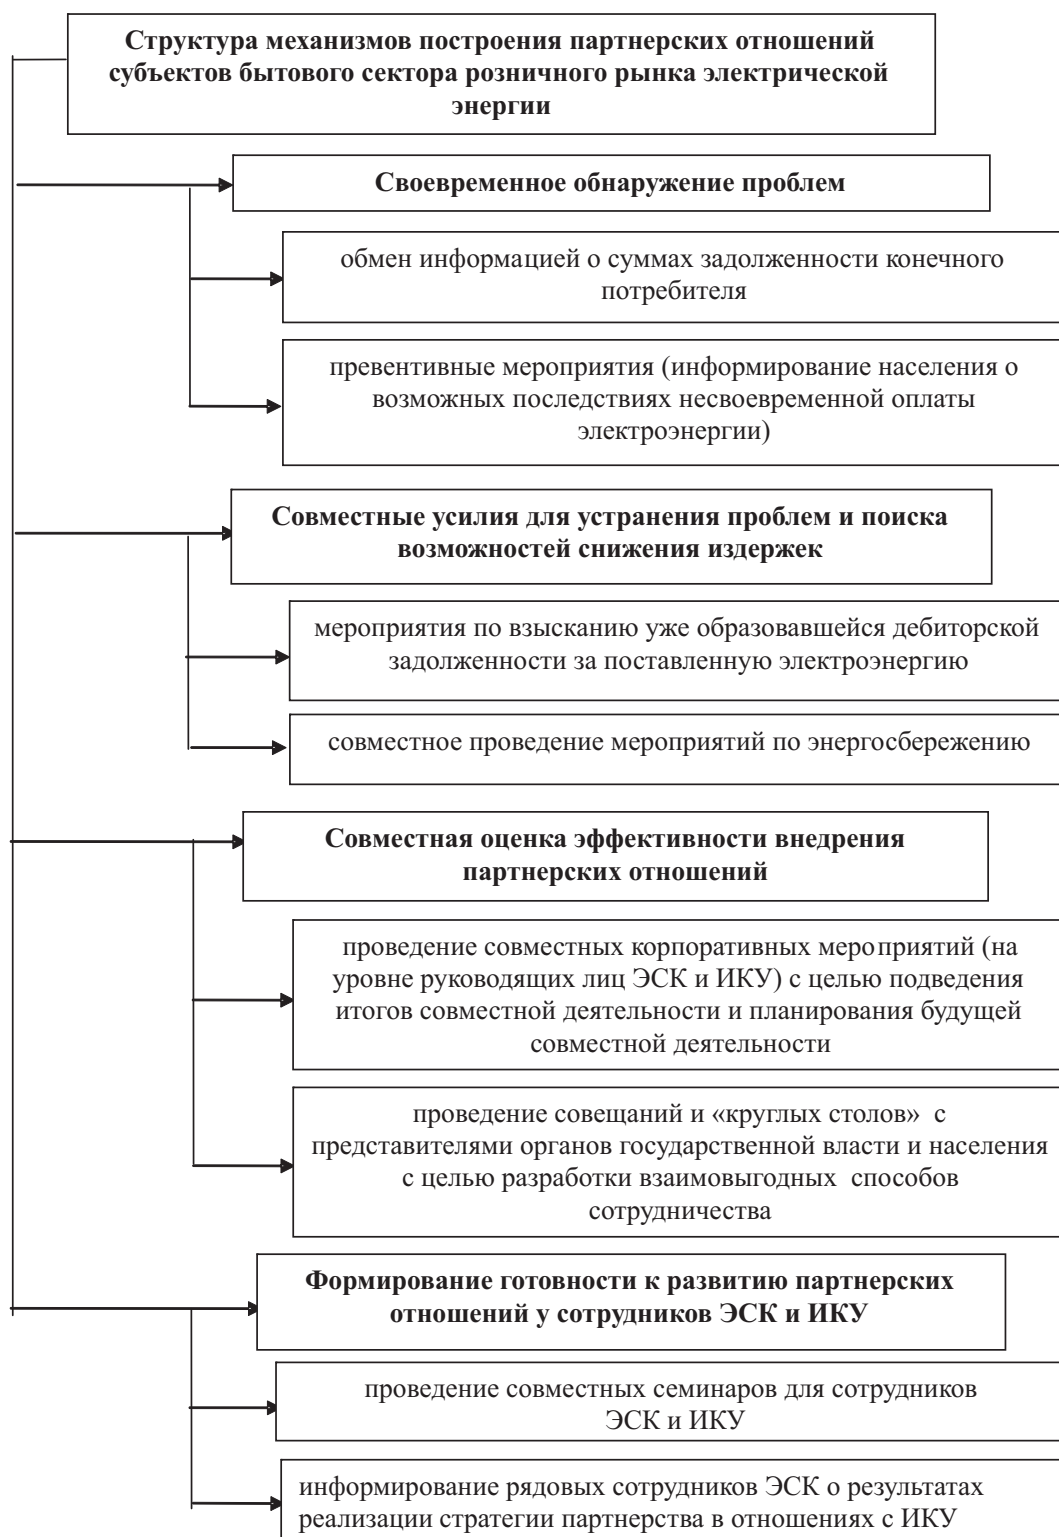 Структура механизмов построения партнерских отношений
субъектов бытового сектора розничного рынка электрической
энергии
Своевременное обнаружение проблем
обмен информацией о суммах задолженности конечного
потребителя
превентивные мероприятия (информирование населения о
возможных последствиях несвоевременной оплаты
электроэнергии)
Совместные усилия для устранения проблем и поиска
возможностей снижения издержек
мероприятия по взысканию уже образовавшейся дебиторской
задолженности за поставленную электроэнергию
совместное проведение мероприятий по энергосбережению
Совместная оценка эффективности внедрения
партнерских отношений
проведение совместных корпоративных мероприятий (на
уровне руководящих лиц ЭСК и ИКУ) с целью подведения
итогов совместной деятельности и планирования будущей
совместной деятельности
проведение совещаний и «круглых столов» с
представителями органов государственной власти и населения
с целью разработки взаимовыгодных способов
сотрудничества
Формирование готовности к развитию партнерских
отношений у сотрудников ЭСК и ИКУ
проведение совместных семинаров для сотрудников
ЭСК и ИКУ
информирование рядовых сотрудников ЭСК о результатах
реализации стратегии партнерства в отношениях с ИКУ